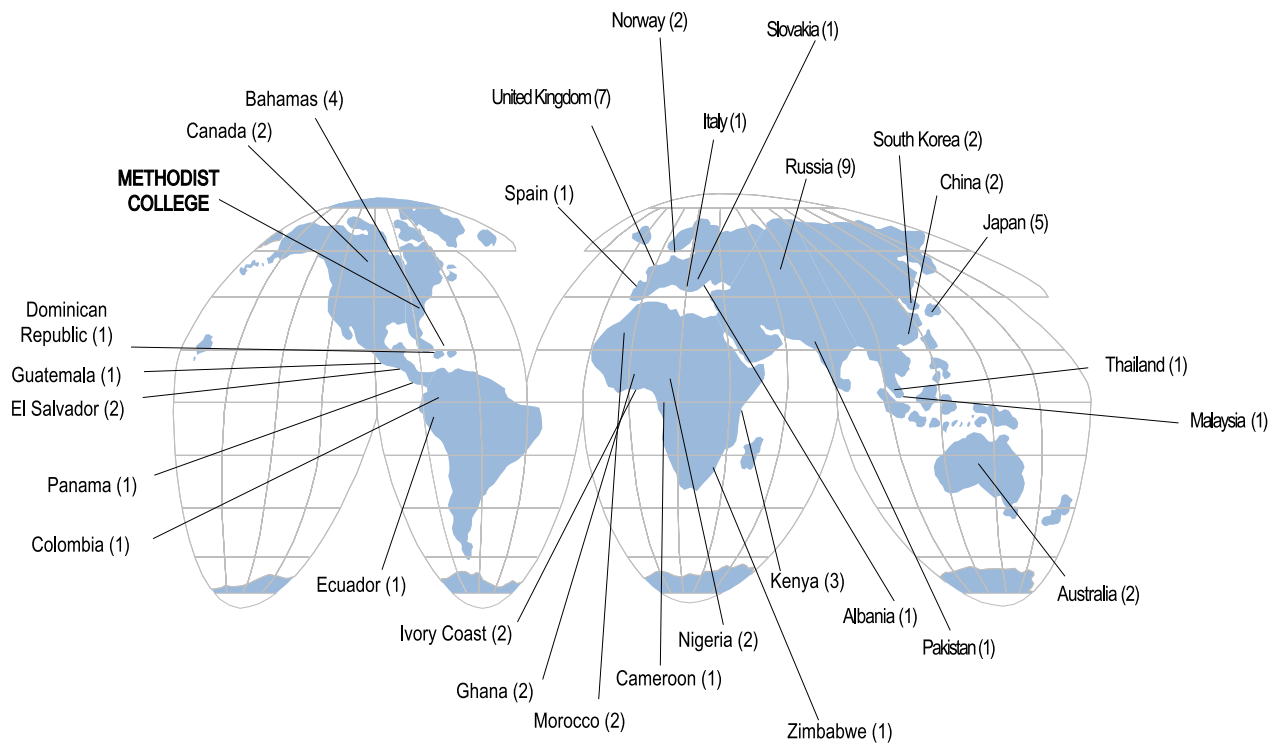 Norway (2)
Slovakia (1)
Bahamas (4)
United Kingdom (7)
Canada (2)
Italy (1)
South Korea (2)
METHODIST
COLLEGE
Spain (1)
Russia (9)
China (2)
Japan (5)
Dominican
Republic (1)
Guatemala (1)
El Salvador (2)
Thailand (1)
Malaysia (1)
Panama (1)
Colombia (1)
Ecuador (1)
Kenya (3)
Australia (2)
Ivory Coast (2)
Nigeria (2)
Albania (1)
Pakistan (1)
Ghana (2)
Cameroon (1)
Morocco (2)
Zimbabwe (1)